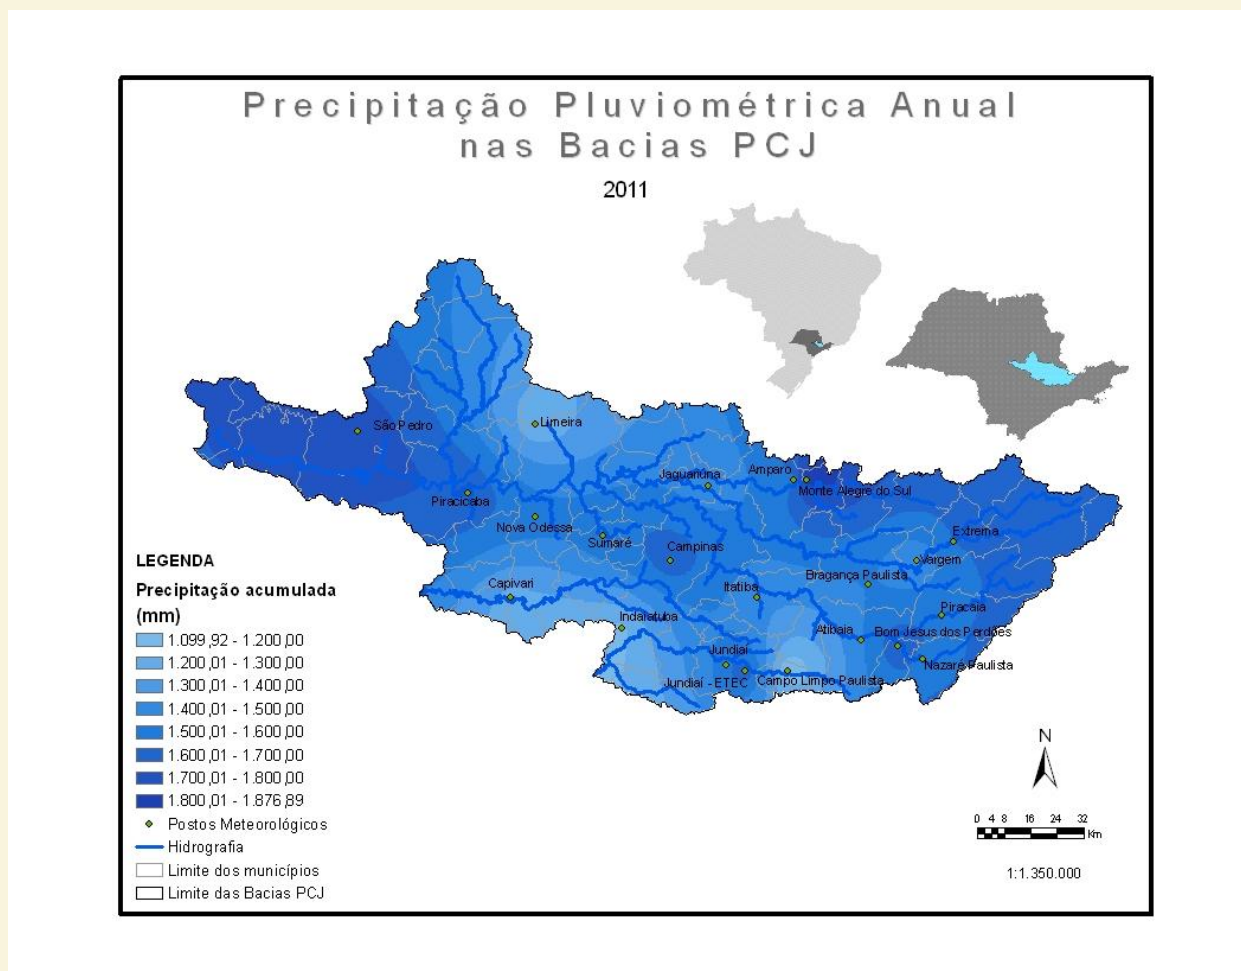 Precipitação Pluviométrica Anual
nas Bacias PCJ
2011
São Pedro
Limeira
Piracicaba
Nova Odessa
Sumaré
Jaguariúna
Amparo
Monte Alegre do Sul
Campinas
Extrema
Vargem
Capivari
Indaiatuba
Itatiba
Bragança Paulista
Piracaia
Atibaia
Bom Jesus dos Perdões
Jundiaí
Nazaré Paulista
Jundiaí - ETEC
Campo Limpo Paulista
LEGENDA
Precipitação acumulada
(mm)
1.099,92 - 1.200,00
1.200,01 - 1.300,00
1.300,01 - 1.400,00
1.400,01 - 1.500,00
1.500,01 - 1.600,00
1.600,01 - 1.700,00
1.700,01 - 1.800,00
1.800,01 - 1.876,89
Postos Meteorológicos
Hidrografia
Limite dos municípios
Limite das Bacias PCJ
N
0 4 8 16 24 32
Km
1:1.350.000